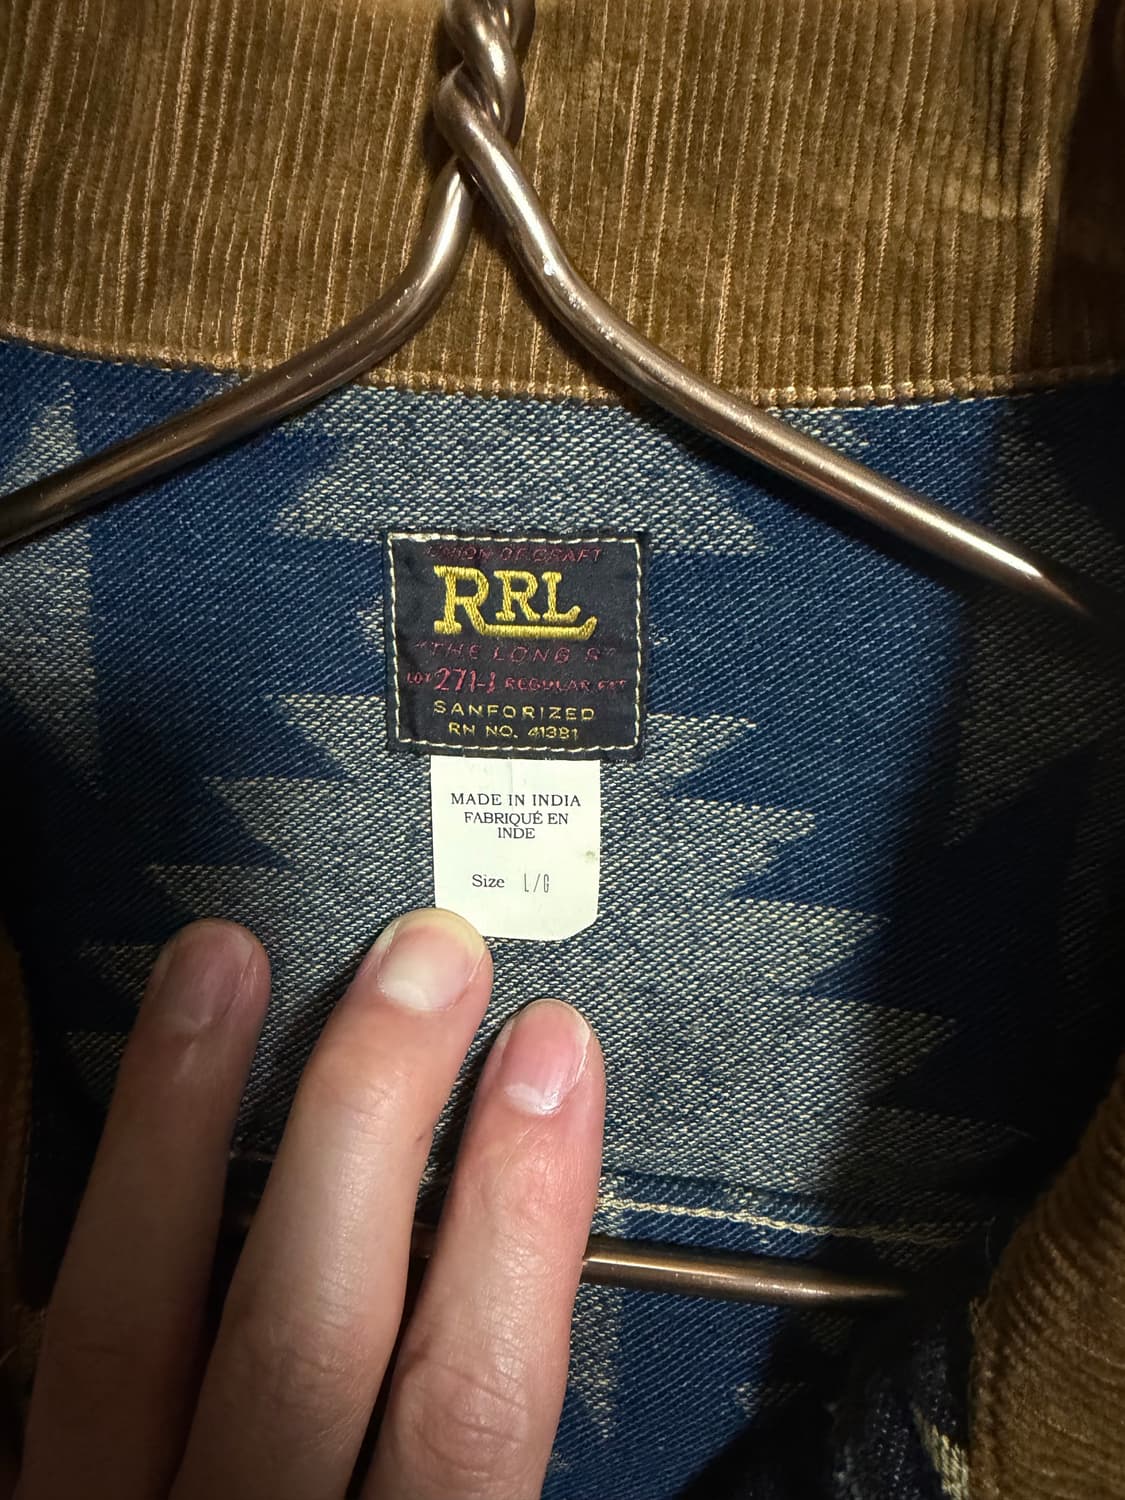 UNION OF CRAFT
RRL
"THE LONG R"
LOT 271-1 REGULAR FIT
SANFORIZED
RN NO. 41381
MADE IN INDIA
FABRIQUÉ EN
INDE
Size L/G